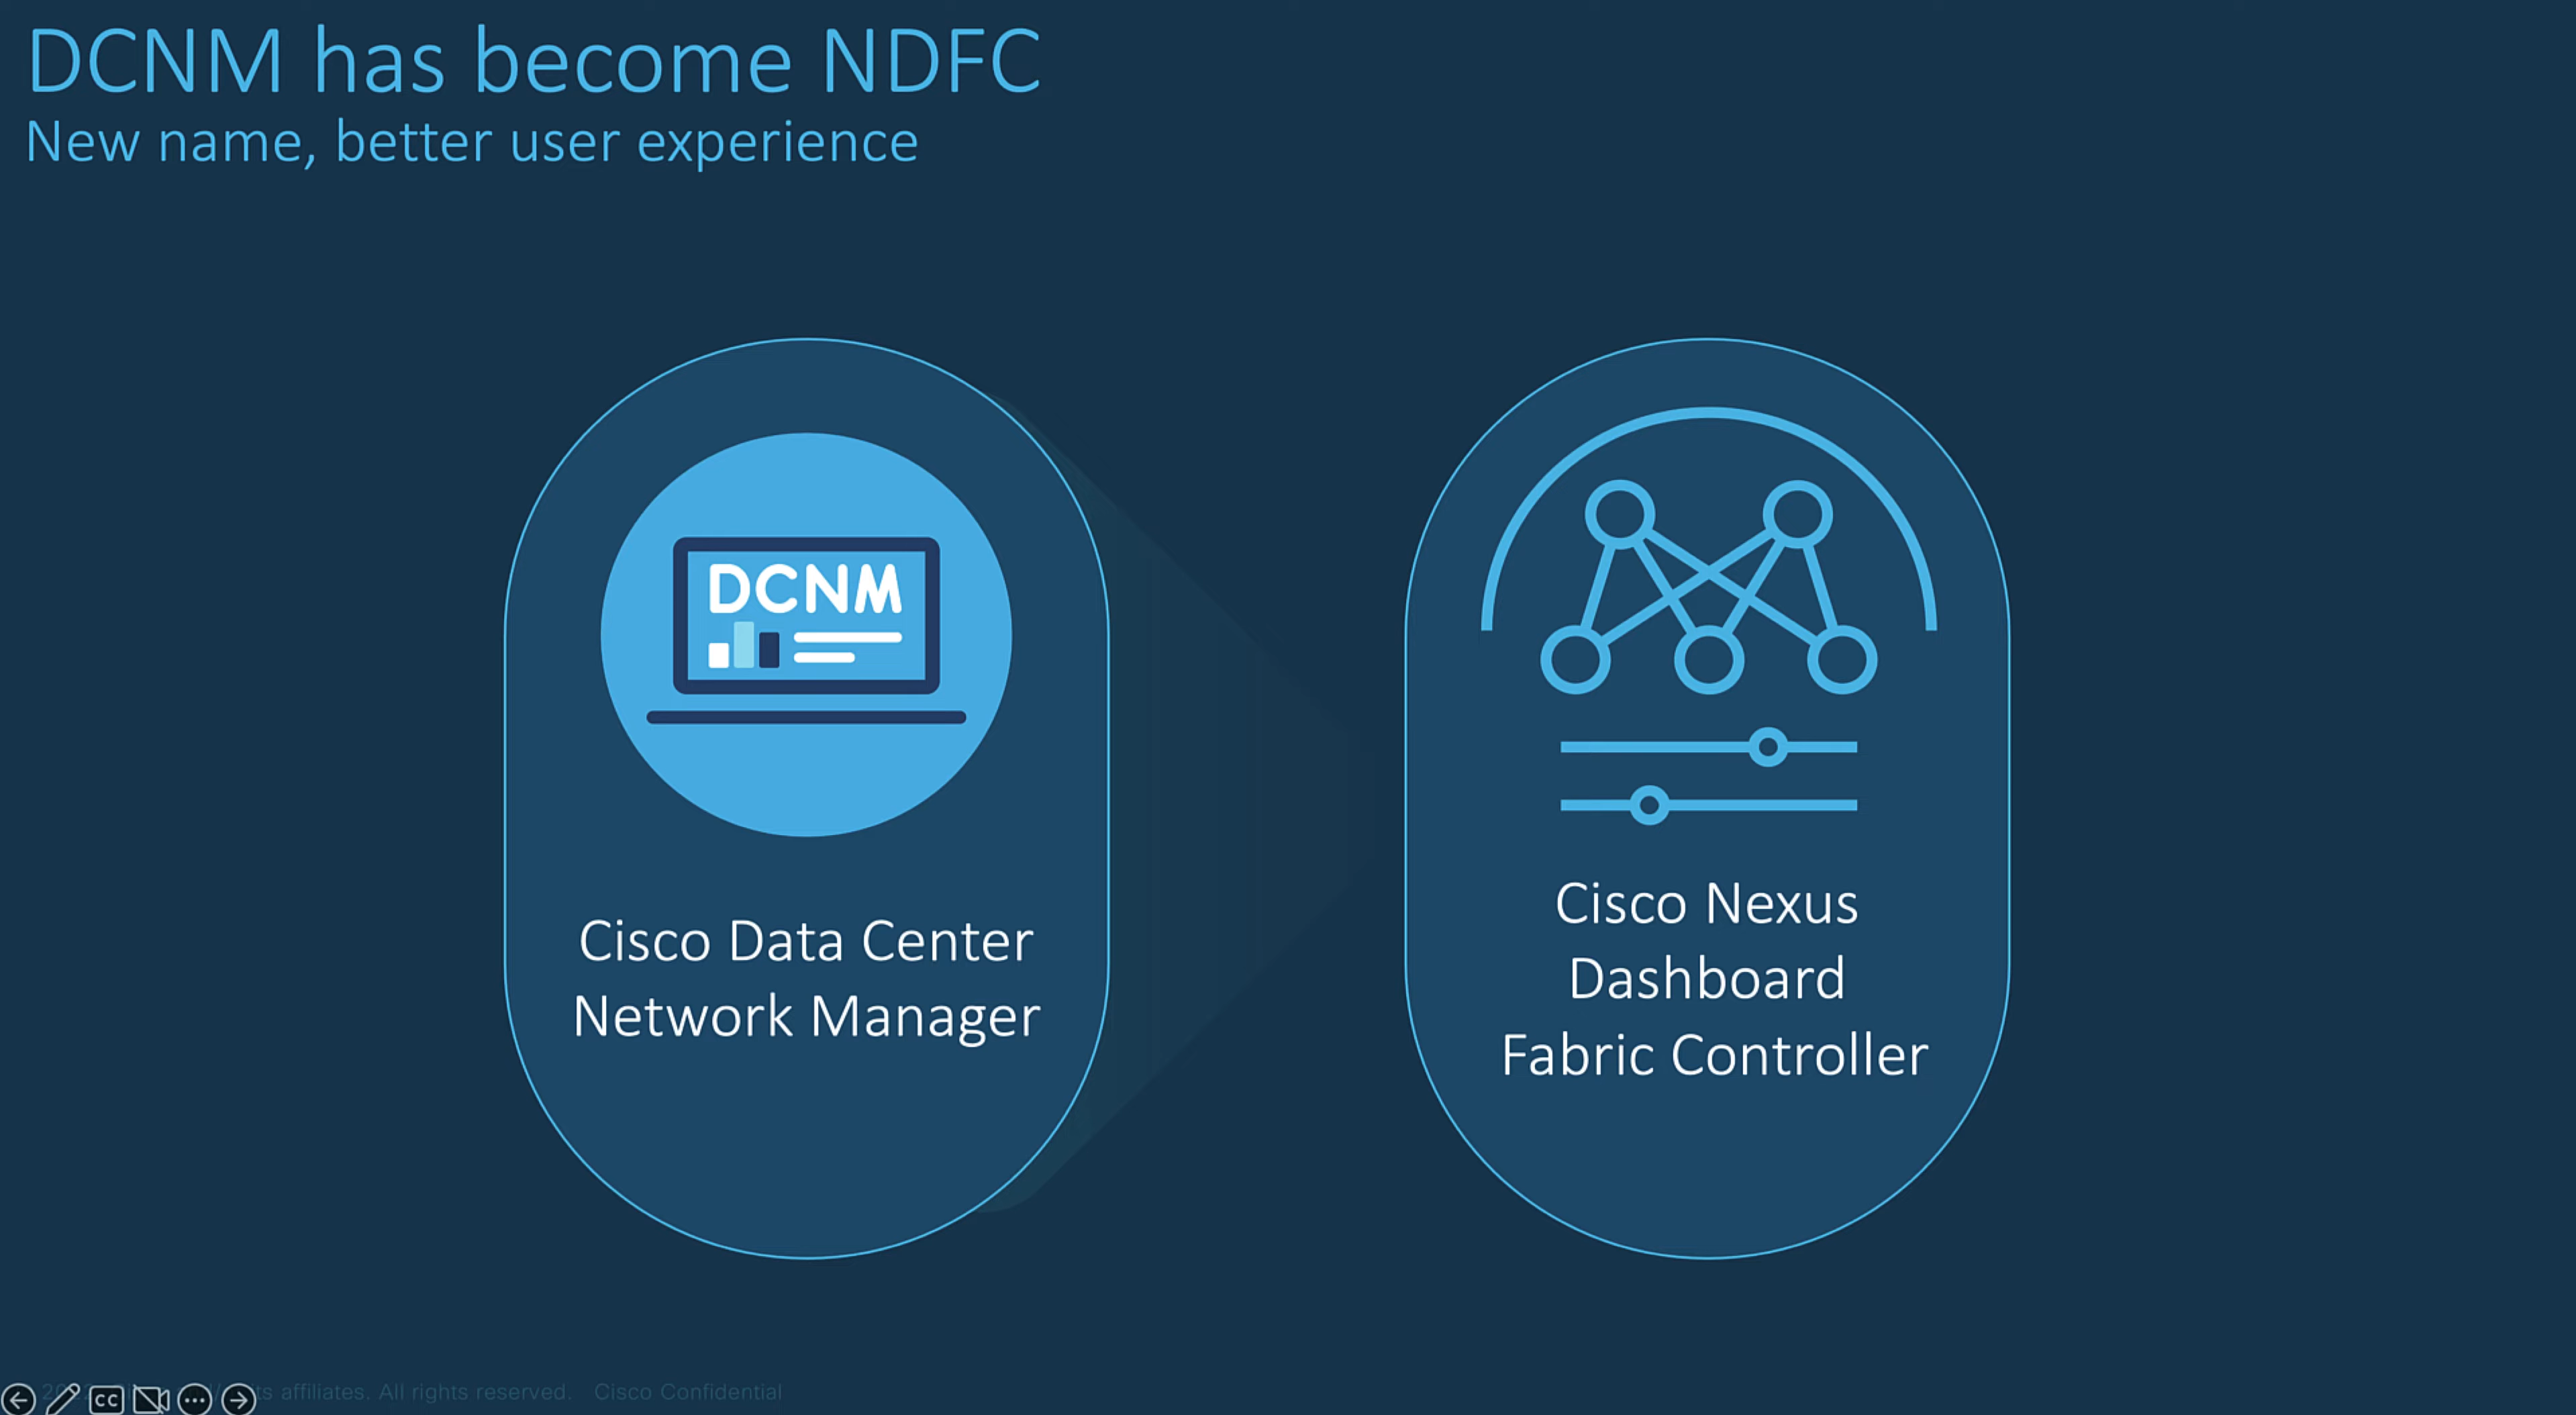 DCNM has become NDFC
New name, better user experience
DCNM
Cisco Data Center
Network Manager
Cisco Nexus
Dashboard
Fabric Controller
CC
affiliates. All rights reserved. Cisco Confidential